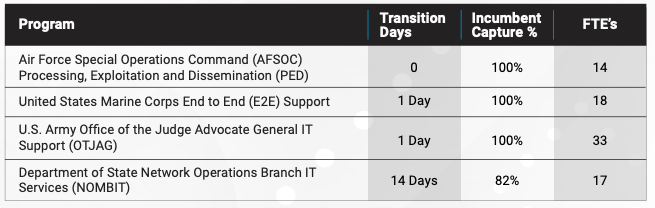 Program
Transition
Days
Incumbent
Capture %
FTE's
Air Force Special Operations Command (AFSOC)
Processing, Exploitation and Dissemination (PED)
0
100%
14
United States Marine Corps End to End (E2E) Support
1 Day
100%
18
U.S. Army Office of the Judge Advocate General IT
Support (OTJAG)
1 Day
100%
33
Department of State Network Operations Branch IT
Services (NOMBIT)
14 Days
82%
17